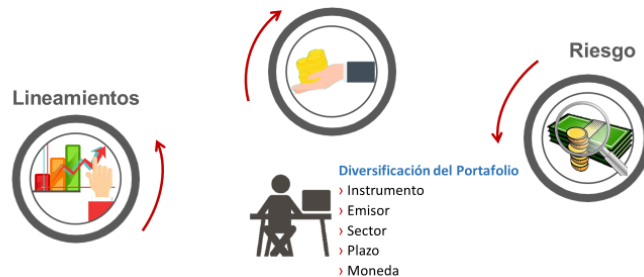 Riesgo
Lineamientos
Diversificación del Portafolio
› Instrumento
› Emisor
› Sector
› Plazo
› Moneda